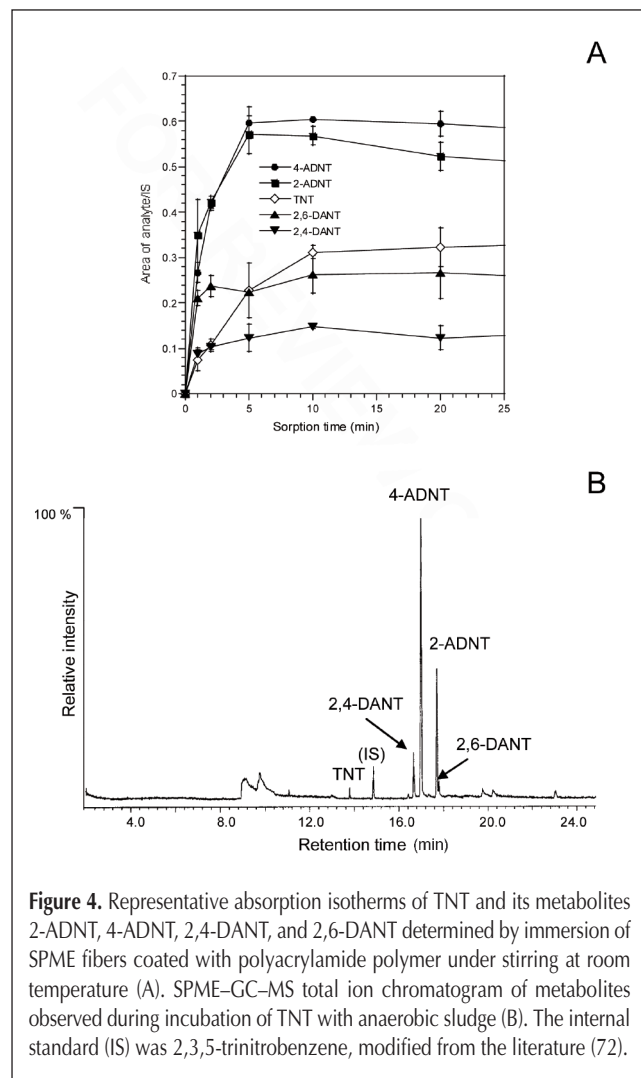 A
0.7
0.6
0.5
0.4
0.3
0.2
0.1
0
Area of analyte/IS
4-ADNT
2-ADNT
TNT
2,6-DANT
2,4-DANT
0 5 10 15 20 25
Sorption time (min)
B
4-ADNT
100 %
Relative intensity
2-ADNT
2,4-DANT
2,6-DANT
(IS)
TNT
4.0 8.0 12.0 16.0 20.0 24.0
Retention time (min)
Figure 4. Representative absorption isotherms of TNT and its metabolites
2-ADNT, 4-ADNT, 2,4-DANT, and 2,6-DANT determined by immersion of
SPME fibers coated with polyacrylamide polymer under stirring at room
temperature (A). SPME–GC–MS total ion chromatogram of metabolites
observed during incubation of TNT with anaerobic sludge (B). The internal
standard (IS) was 2,3,5-trinitrobenzene, modified from the literature (72).